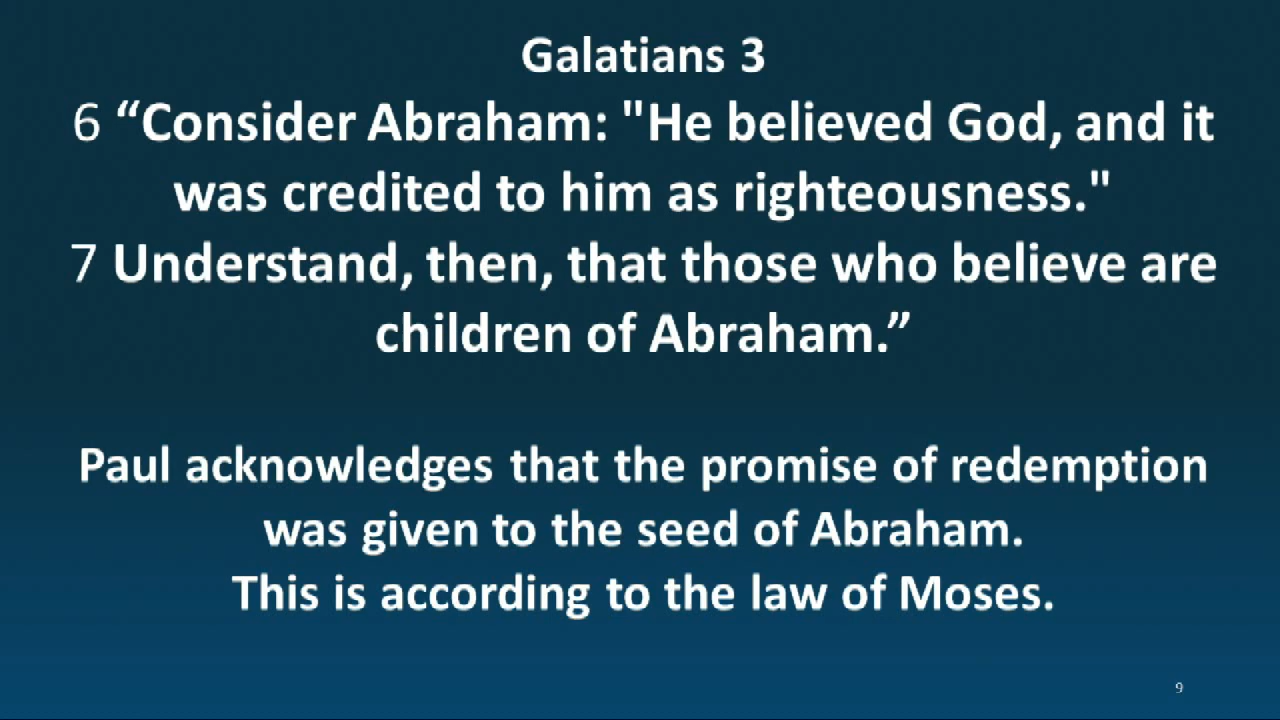 Galatians 3
6 “Consider Abraham: "He believed God, and it
was credited to him as righteousness."
7 Understand, then, that those who believe are
children of Abraham.”
Paul acknowledges that the promise of redemption
was given to the seed of Abraham.
This is according to the law of Moses.
9